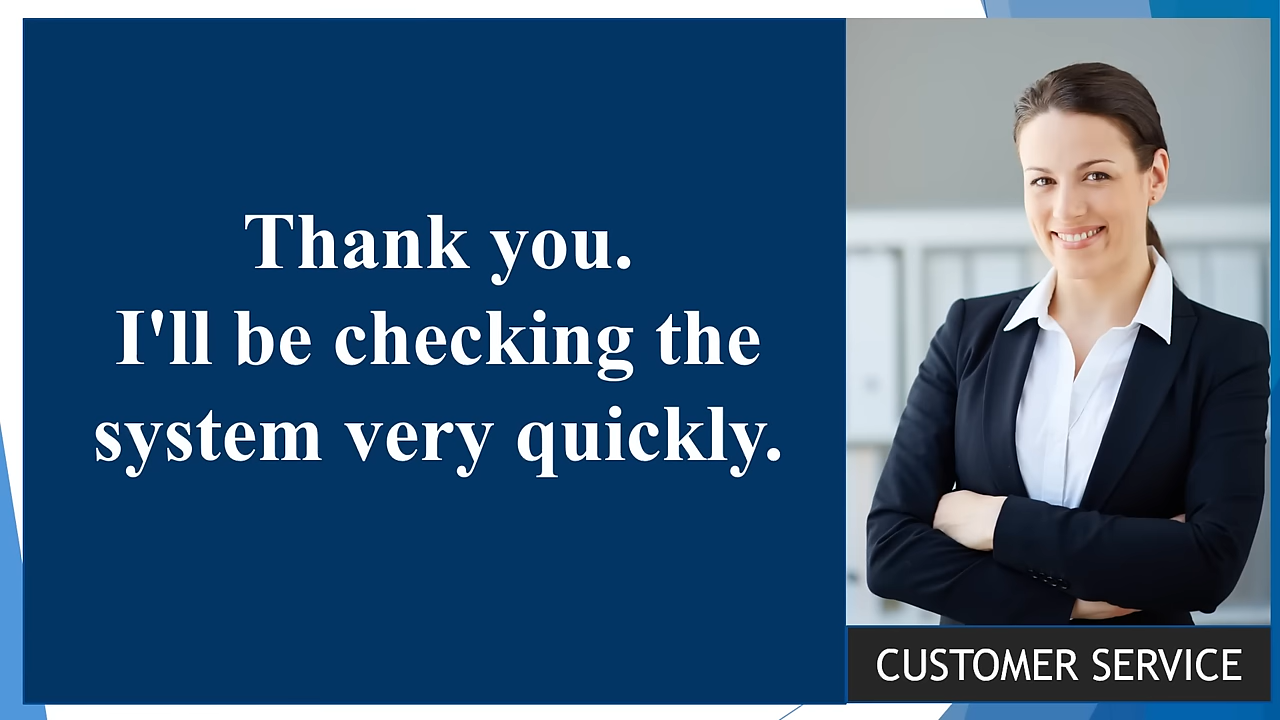 Thank you.
I'll be checking the
system very quickly.
CUSTOMER SERVICE